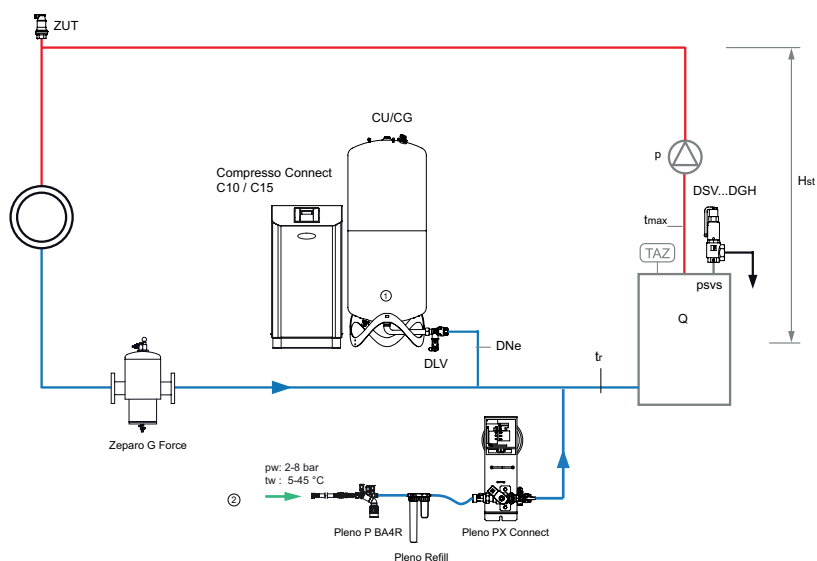 ZUT
CU/CG
Compresso Connect
C10 / C15
p
Hst
DSV...DGH
tmax
TAZ
psvs
①
Q
DNe
DLV
tr
Zeparo G Force
pw: 2-8 bar
tw : 5-45 °C
②
Pleno P BA4R
Pleno PX Connect
Pleno Refill